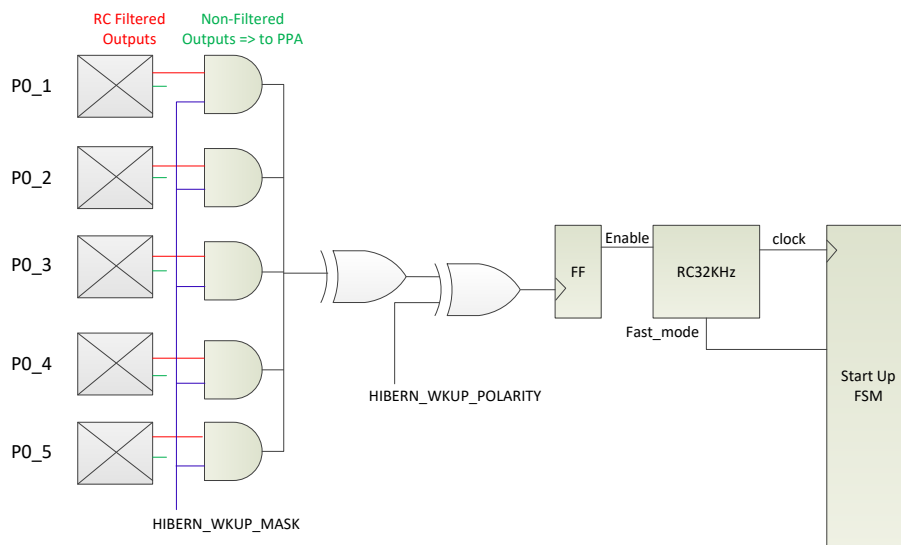 RC Filtered
Outputs
Non-Filtered
Outputs => to PPA
P0_1
P0_2
P0_3
P0_4
P0_5
HIBERN_WKUP_MASK
HIBERN_WKUP_POLARITY
FF
Enable
RC32KHz
clock
Fast_mode
Start Up
FSM